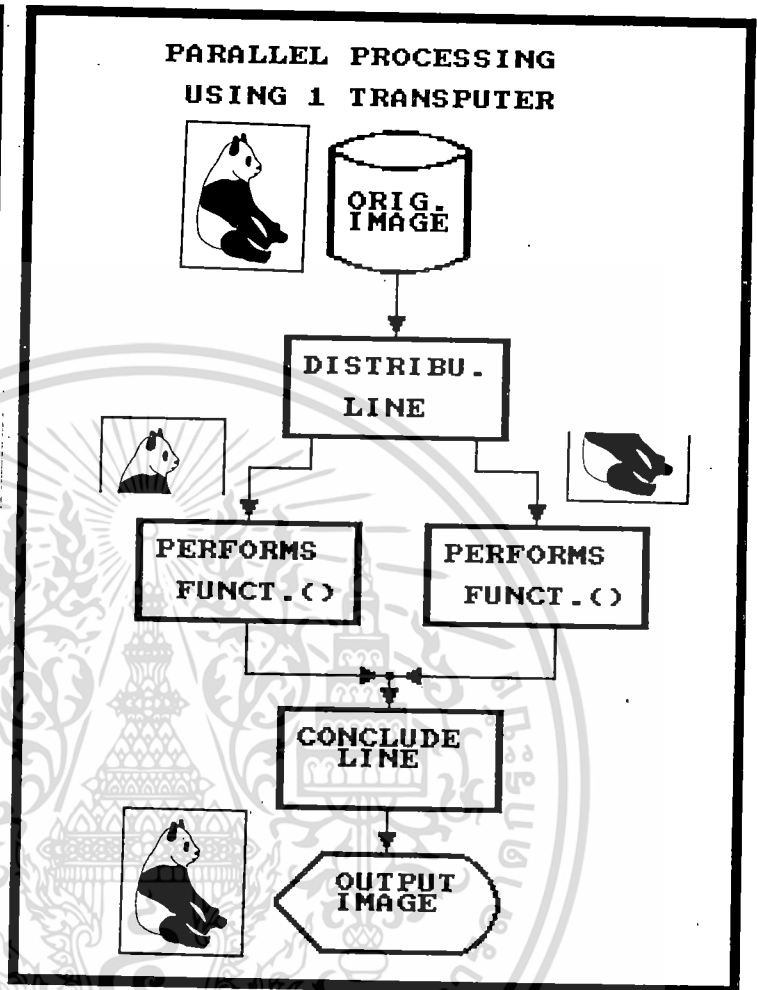 PARALLEL PROCESSING
USING 1 TRANSPUTER
ORIG.
IMAGE
DISTRIBU.
LINE
PERFORMS
FUNCT.()
PERFORMS
FUNCT.()
CONCLUDE
LINE
OUTPUT
IMAGE